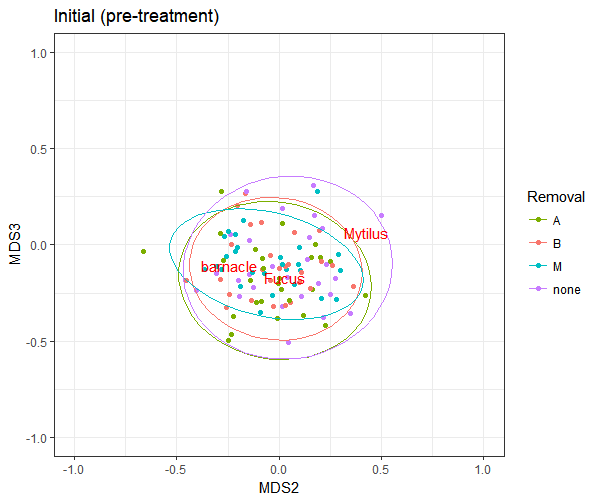 Initial (pre-treatment)
1.0
0.5
0.0
-0.5
-1.0
MDS3
Mytilus
barnacle
Fucus
-1.0 -0.5 0.0 0.5 1.0
MDS2
Removal
A
B
M
none